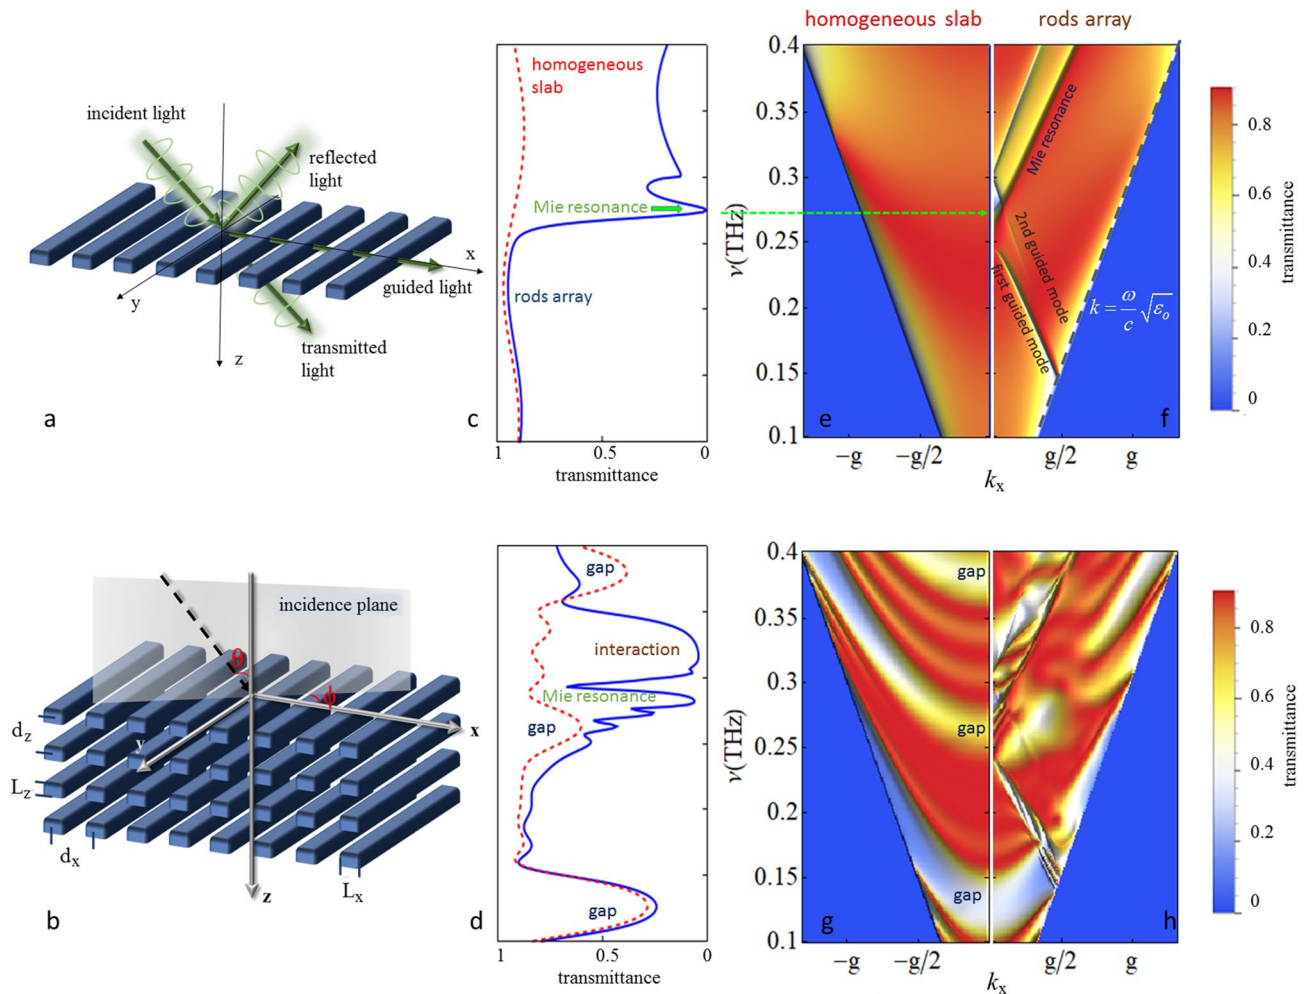 homogeneous slab
rods array
incident light
reflected
light
x
guided light
y
transmitted
light
z
a
homogeneous
slab
Mie resonance
rods array
c
1
0.5
0
transmittance
0.4
0.35
0.3
0.25
0.2
0.15
0.1
ν(THz)
e
Mie resonance
2nd guided mode
first guided mode
k = ω/c √ε₀
f
−g
−g/2
g/2
g
kₓ
0.8
0.6
0.4
0.2
0
transmittance
incidence plane
θ
ϕ
x
y
z
d_z
L_z
d_x
L_x
b
gap
interaction
Mie resonance
gap
gap
d
1
0.5
0
transmittance
0.4
0.35
0.3
0.25
0.2
0.15
0.1
ν(THz)
gap
gap
gap
g
h
−g
−g/2
g/2
g
kₓ
0.8
0.6
0.4
0.2
0
transmittance